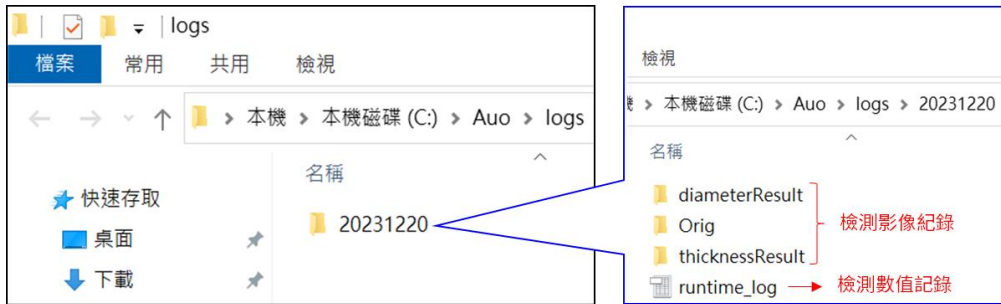 logs
檔案 常用 共用 檢視
本機 > 本機磁碟 (C:) > Auo > logs
名稱
快速存取
20231220
桌面
下載
檢視
> 本機磁碟 (C:) > Auo > logs > 20231220
名稱
diameterResult
Orig
檢測影像紀錄
thicknessResult
runtime_log
檢測數值記錄